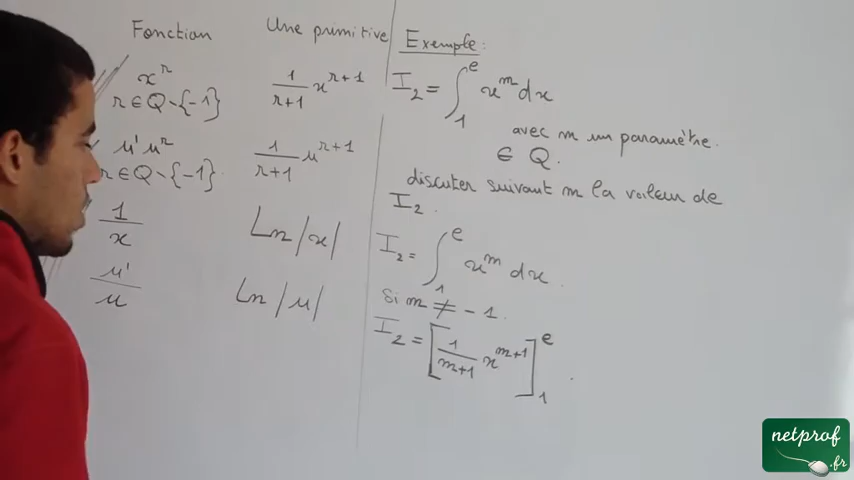 Fonction Une primitive
x^r 1/(r+1) x^(r+1)
r ∈ Q - {-1}
u' u^r 1/(r+1) u^(r+1)
r ∈ Q - {-1}
1/x Ln |x|
u'/u Ln |u|
Exemple:
I₂ = ∫₁^e x^m dx
avec m un paramètre.
∈ Q.
discuter suivant m la valeur de
I₂.
I₂ = ∫₁^e x^m dx.
Si m ≠ -1.
I₂ = [1/(m+1) x^(m+1)]₁^e
netprof
.fr